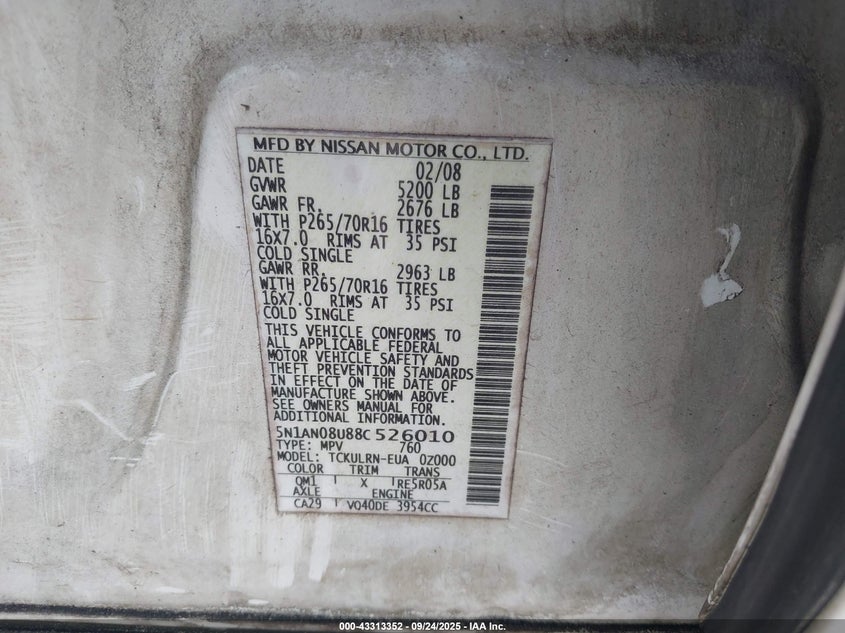 MFD BY NISSAN MOTOR CO., LTD.
DATE 02/08
GVWR 5200 LB
GAWR FR. 2676 LB
WITH P265/70R16 TIRES
16X7.0 RIMS AT 35 PSI
COLD SINGLE
GAWR RR. 2963 LB
WITH P265/70R16 TIRES
16X7.0 RIMS AT 35 PSI
COLD SINGLE
THIS VEHICLE CONFORMS TO
ALL APPLICABLE FEDERAL
MOTOR VEHICLE SAFETY AND
THEFT PREVENTION STANDARDS
IN EFFECT ON THE DATE OF
MANUFACTURE SHOWN ABOVE.
SEE OWNERS MANUAL FOR
ADDITIONAL INFORMATION.
5N1AN08U88C526010
TYPE: MPV 760
MODEL: TCKULRN-EUA 0Z000
COLOR TRIM TRANS
QM1 X RE5R05A
AXLE ENGINE
CA29 VQ40DE 3954CC
000-43313352 - 09/24/2025 - IAA Inc.